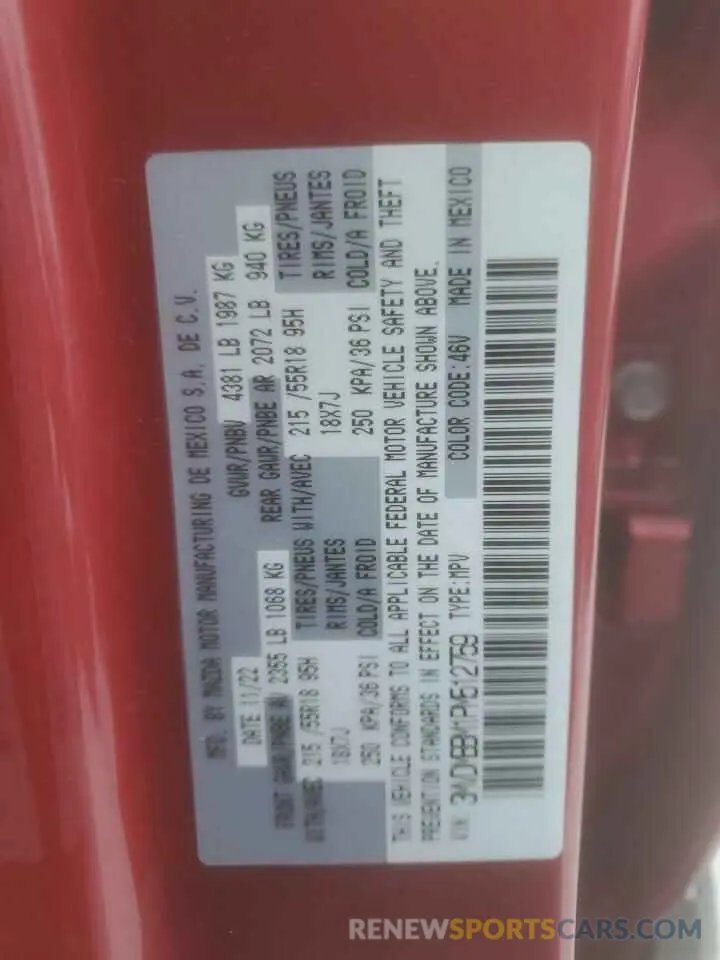 MFD. BY MAZDA MOTOR MANUFACTURING DE MEXICO S.A. DE C.V.
DATE 11/22 GVWR/PNBV 4381 LB 1987 KG
FRONT GAWR/PNBE AV 2355 LB 1068 KG REAR GAWR/PNBE AR 2072 LB 940 KG
WITH/AVEC 215 /55R18 95H TIRES/PNEUS WITH/AVEC 215 /55R18 95H TIRES/PNEUS
18X7J RIMS/JANTES 18X7J RIMS/JANTES
250 KPA/36 PSI COLD/A FROID 250 KPA/36 PSI COLD/A FROID
THIS VEHICLE CONFORMS TO ALL APPLICABLE FEDERAL MOTOR VEHICLE SAFETY AND THEFT
PREVENTION STANDARDS IN EFFECT ON THE DATE OF MANUFACTURE SHOWN ABOVE.
VIN: 3MVDMBBM1PM512759 TYPE:MPV COLOR CODE:46V MADE IN MEXICO
RENEWSPORTSCARS.COM